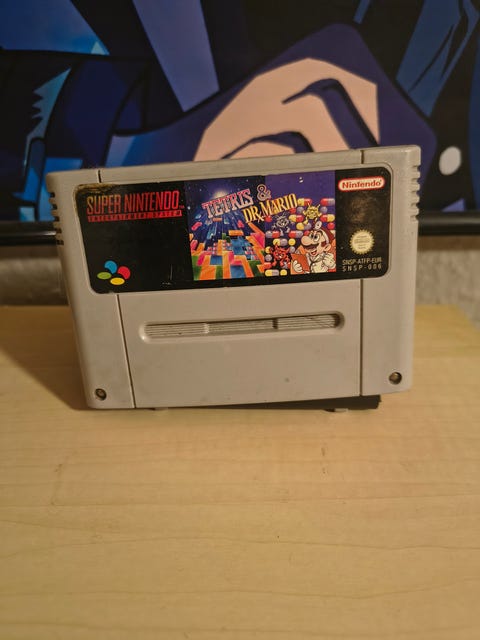 SUPER NINTENDO
ENTERTAINMENT SYSTEM
TETRIS &
DR. MARIO
Nintendo
SNSP-ATFP-EUR
SNSP-006